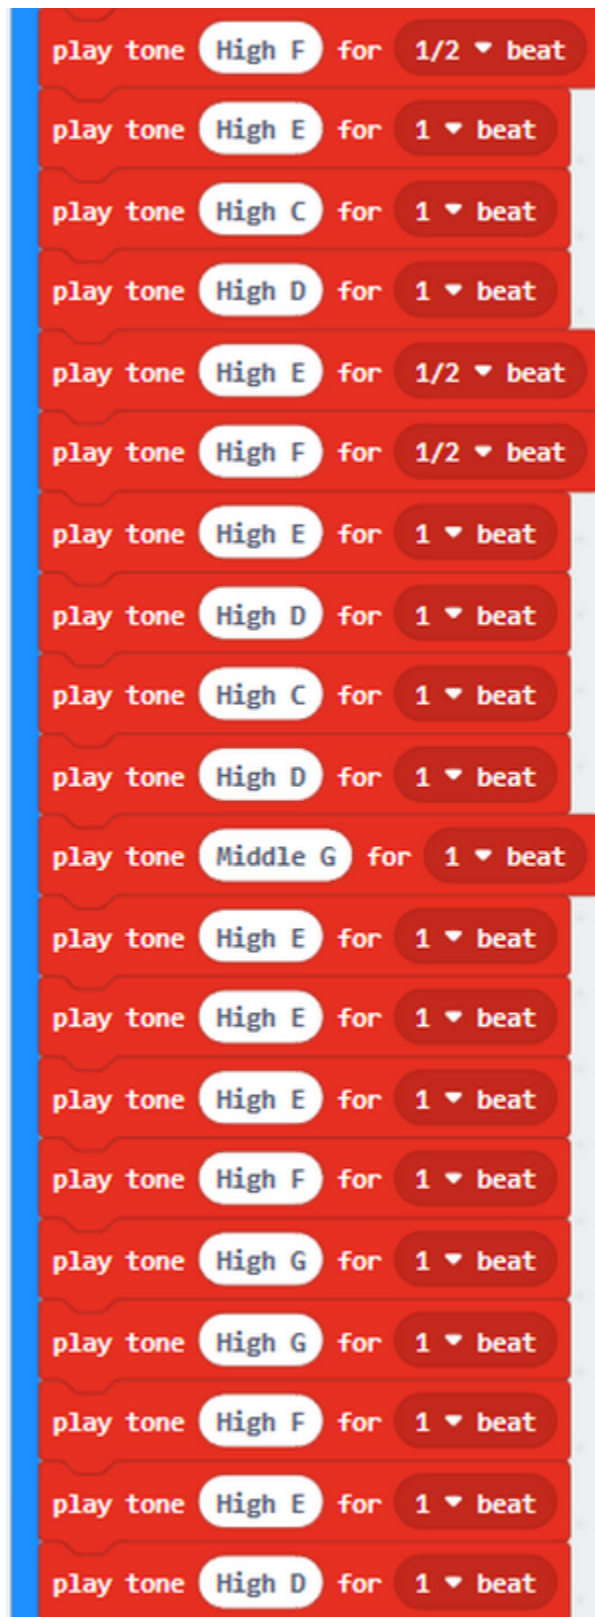 play tone High F for 1/2 beat
play tone High E for 1 beat
play tone High C for 1 beat
play tone High D for 1 beat
play tone High E for 1/2 beat
play tone High F for 1/2 beat
play tone High E for 1 beat
play tone High D for 1 beat
play tone High C for 1 beat
play tone High D for 1 beat
play tone Middle G for 1 beat
play tone High E for 1 beat
play tone High E for 1 beat
play tone High E for 1 beat
play tone High F for 1 beat
play tone High G for 1 beat
play tone High G for 1 beat
play tone High F for 1 beat
play tone High E for 1 beat
play tone High D for 1 beat